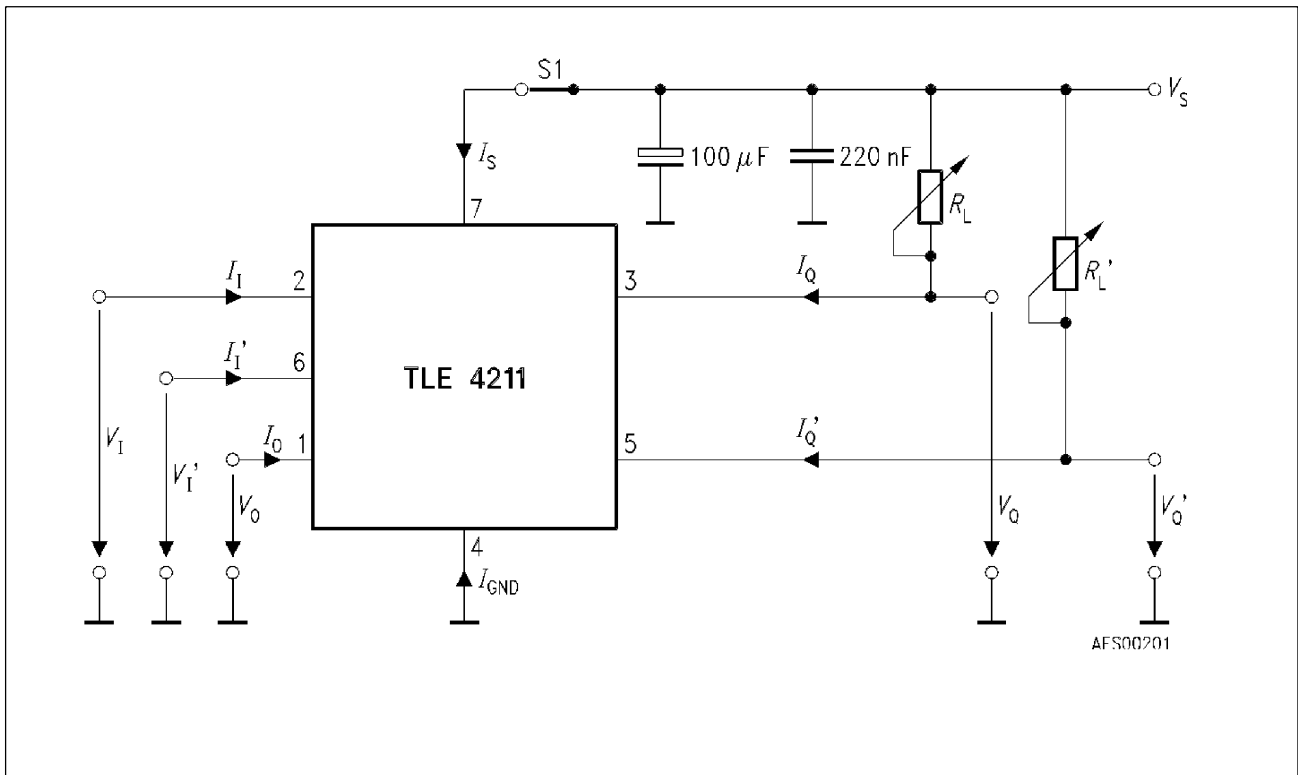 S1
V_S
I_S
100 μF
220 nF
R_L
R_L'
7
I_I
2
3
I_Q
I_I'
6
TLE 4211
V_I
V_I'
I_0
1
5
I_Q'
V_0
V_Q
V_Q'
4
I_GND
AES00201